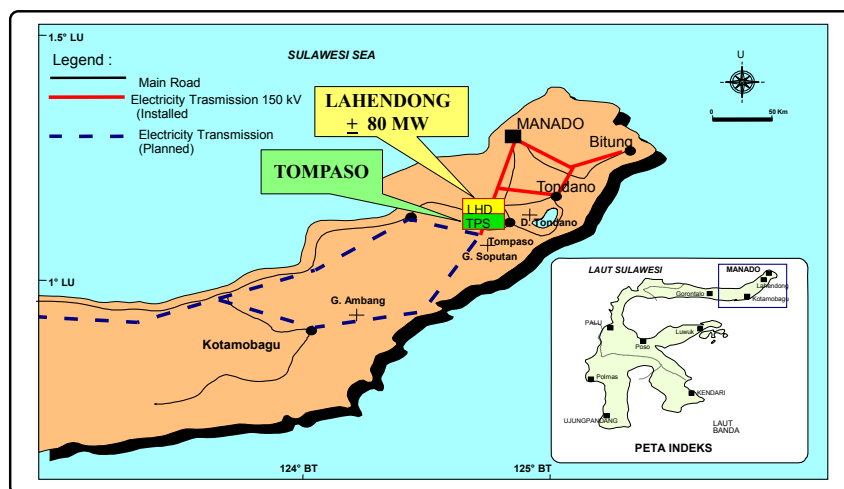 1.5° LU
SULAWESI SEA
Legend :
Main Road
Electricity Trasmission 150 kV
(Installed
Electricity Transmission
(Planned)
U
0
50 Km
LAHENDONG
+ 80 MW
TOMPASO
MANADO
Bitung
Tondano
LHD
TPS
D. Tondano
Tompaso
G. Soputan
1° LU
G. Ambang
Kotamobagu
124° BT
125° BT
LAUT SULAWESI
MANADO
Lahendong
Kotamobagu
Gorontalo
PALU
Luwuk
Poso
Polmas
KENDARI
UJUNGPANDANG
LAUT
BANDA
PETA INDEKS